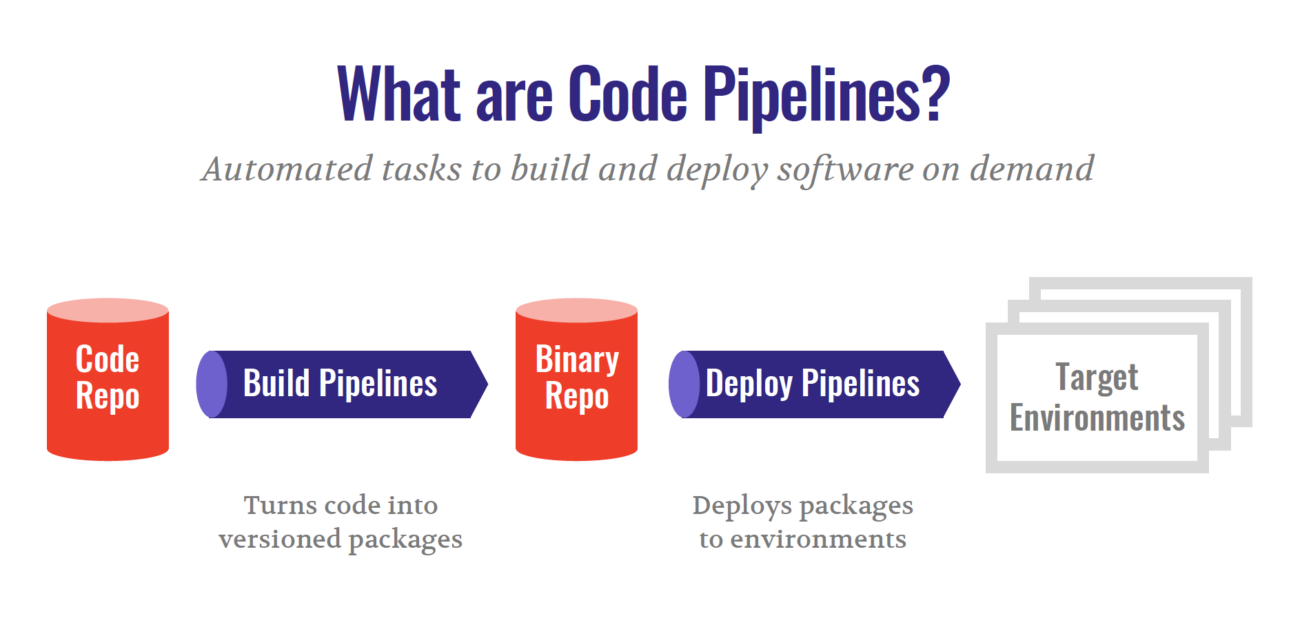 What are Code Pipelines?
Automated tasks to build and deploy software on demand
Code
Repo
Build Pipelines
Binary
Repo
Deploy Pipelines
Target
Environments
Turns code into
versioned packages
Deploys packages
to environments